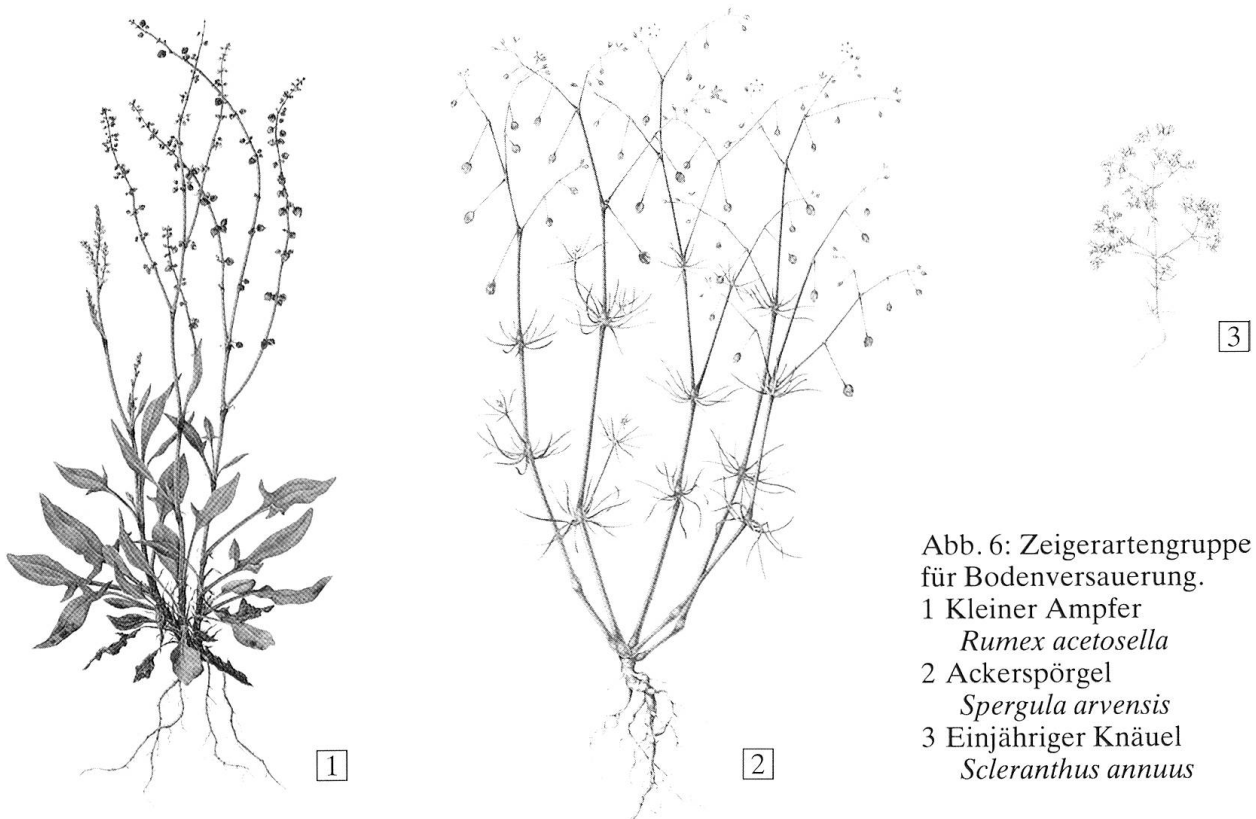 1
2
3
Abb. 6: Zeigerartengruppe
für Bodenversauerung.
1 Kleiner Ampfer
Rumex acetosella
2 Ackerspörgel
Spergula arvensis
3 Einjähriger Knäuel
Scleranthus annuus